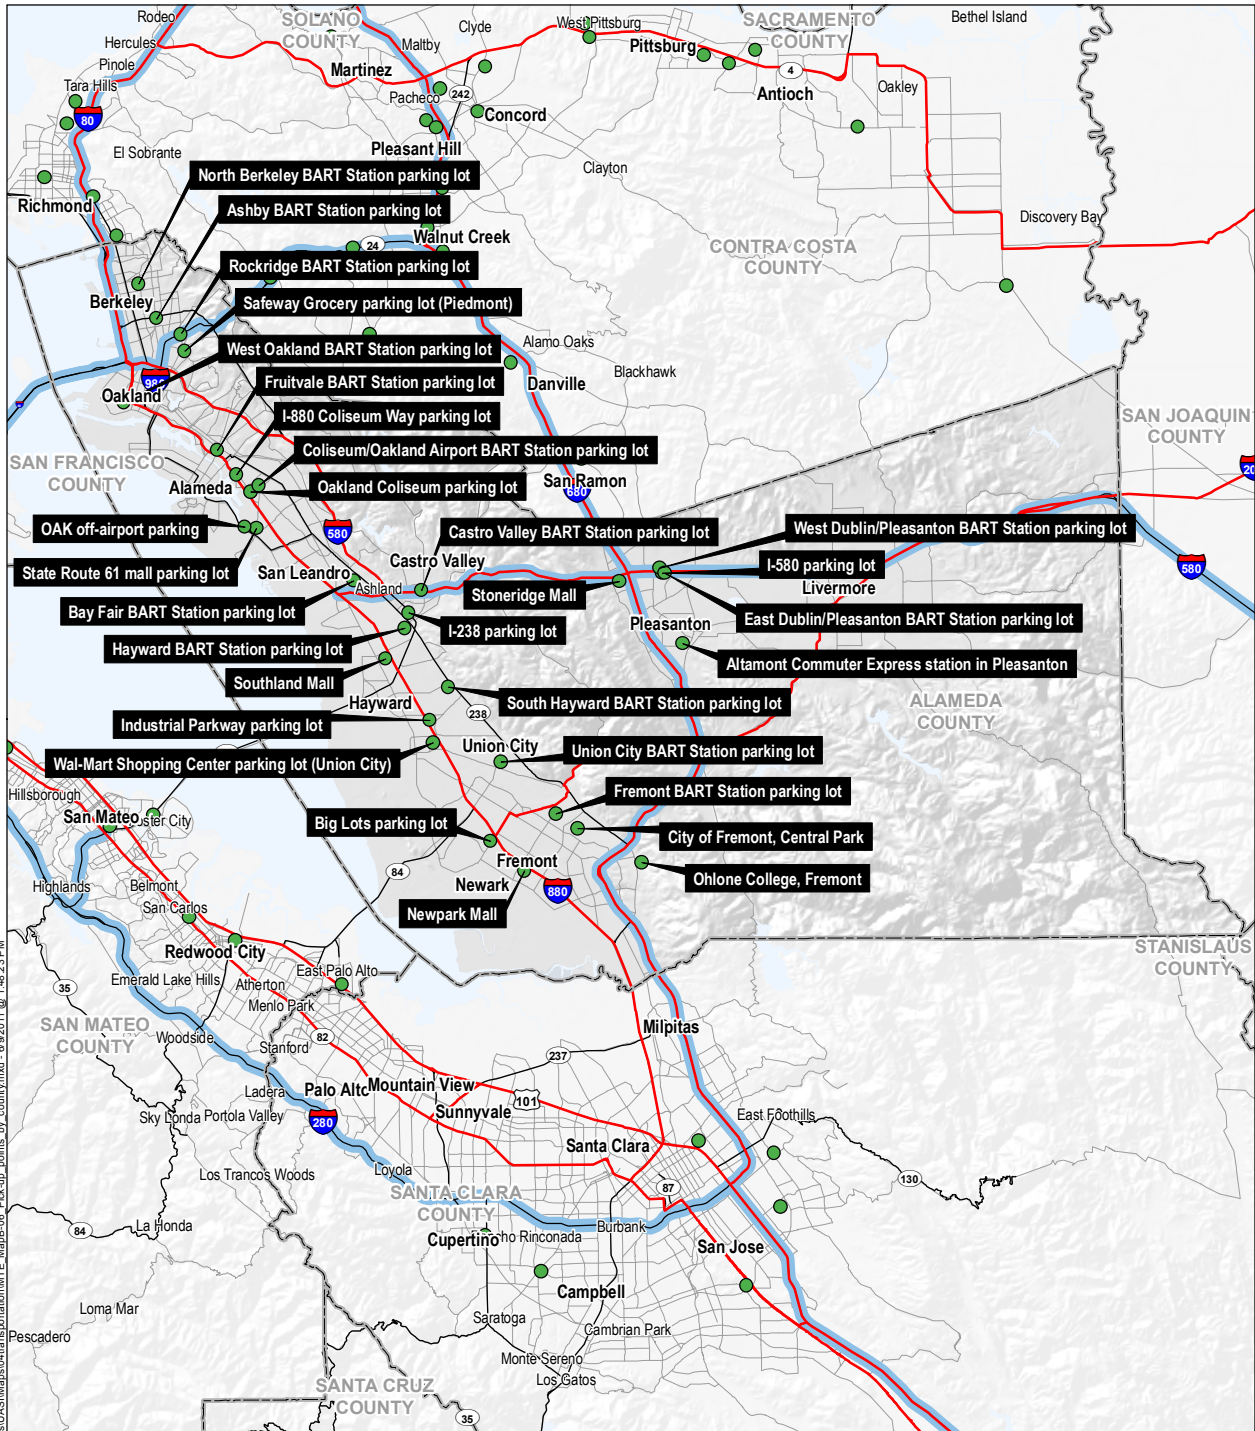 Rodeo
SOLANO
COUNTY
Clyde
West Pittsburg
SACRAMENTO
COUNTY
Bethel Island
Hercules
Maltby
Pittsburg
Pinole
Martinez
4
Tara Hills
Pacheco
242
Antioch
Oakley
80
Concord
El Sobrante
Pleasant Hill
Clayton
North Berkeley BART Station parking lot
Richmond
Ashby BART Station parking lot
Discovery Bay
24
Walnut Creek
CONTRA COSTA
COUNTY
Rockridge BART Station parking lot
Berkeley
Safeway Grocery parking lot (Piedmont)
West Oakland BART Station parking lot
Alamo Oaks
980
Fruitvale BART Station parking lot
Danville
Blackhawk
Oakland
I-880 Coliseum Way parking lot
SAN JOAQUIN
COUNTY
Coliseum/Oakland Airport BART Station parking lot
SAN FRANCISCO
COUNTY
Alameda
Oakland Coliseum parking lot
San Ramon
680
20
OAK off-airport parking
580
Castro Valley BART Station parking lot
West Dublin/Pleasanton BART Station parking lot
State Route 61 mall parking lot
San Leandro
Castro Valley
I-580 parking lot
580
Ashland
Stoneridge Mall
Livermore
Bay Fair BART Station parking lot
I-238 parking lot
Pleasanton
East Dublin/Pleasanton BART Station parking lot
Hayward BART Station parking lot
Altamont Commuter Express station in Pleasanton
Southland Mall
Hayward
South Hayward BART Station parking lot
ALAMEDA
COUNTY
238
Industrial Parkway parking lot
Union City
Union City BART Station parking lot
Wal-Mart Shopping Center parking lot (Union City)
Hillsborough
Fremont BART Station parking lot
San Mateo
oster City
Big Lots parking lot
City of Fremont, Central Park
Fremont
84
Ohlone College, Fremont
Highlands
Belmont
Newark
880
San Carlos
Newpark Mall
Redwood City
STANISLAUS
COUNTY
Emerald Lake Hills
East Palo Alto
35
Atherton
Menlo Park
SAN MATEO
COUNTY
Milpitas
Woodside
82
Stanford
237
Ladera
Palo Alto
Mountain View
101
Sky Londa
Portola Valley
280
Sunnyvale
East Foothills
Santa Clara
Los Trancos Woods
Loyola
130
SANTA CLARA
COUNTY
87
84
La Honda
Burbank
Cupertino
ho Rinconada
San Jose
Campbell
Loma Mar
Saratoga
Pescadero
Cambrian Park
Monte Sereno
Los Gatos
SANTA CRUZ
COUNTY
35